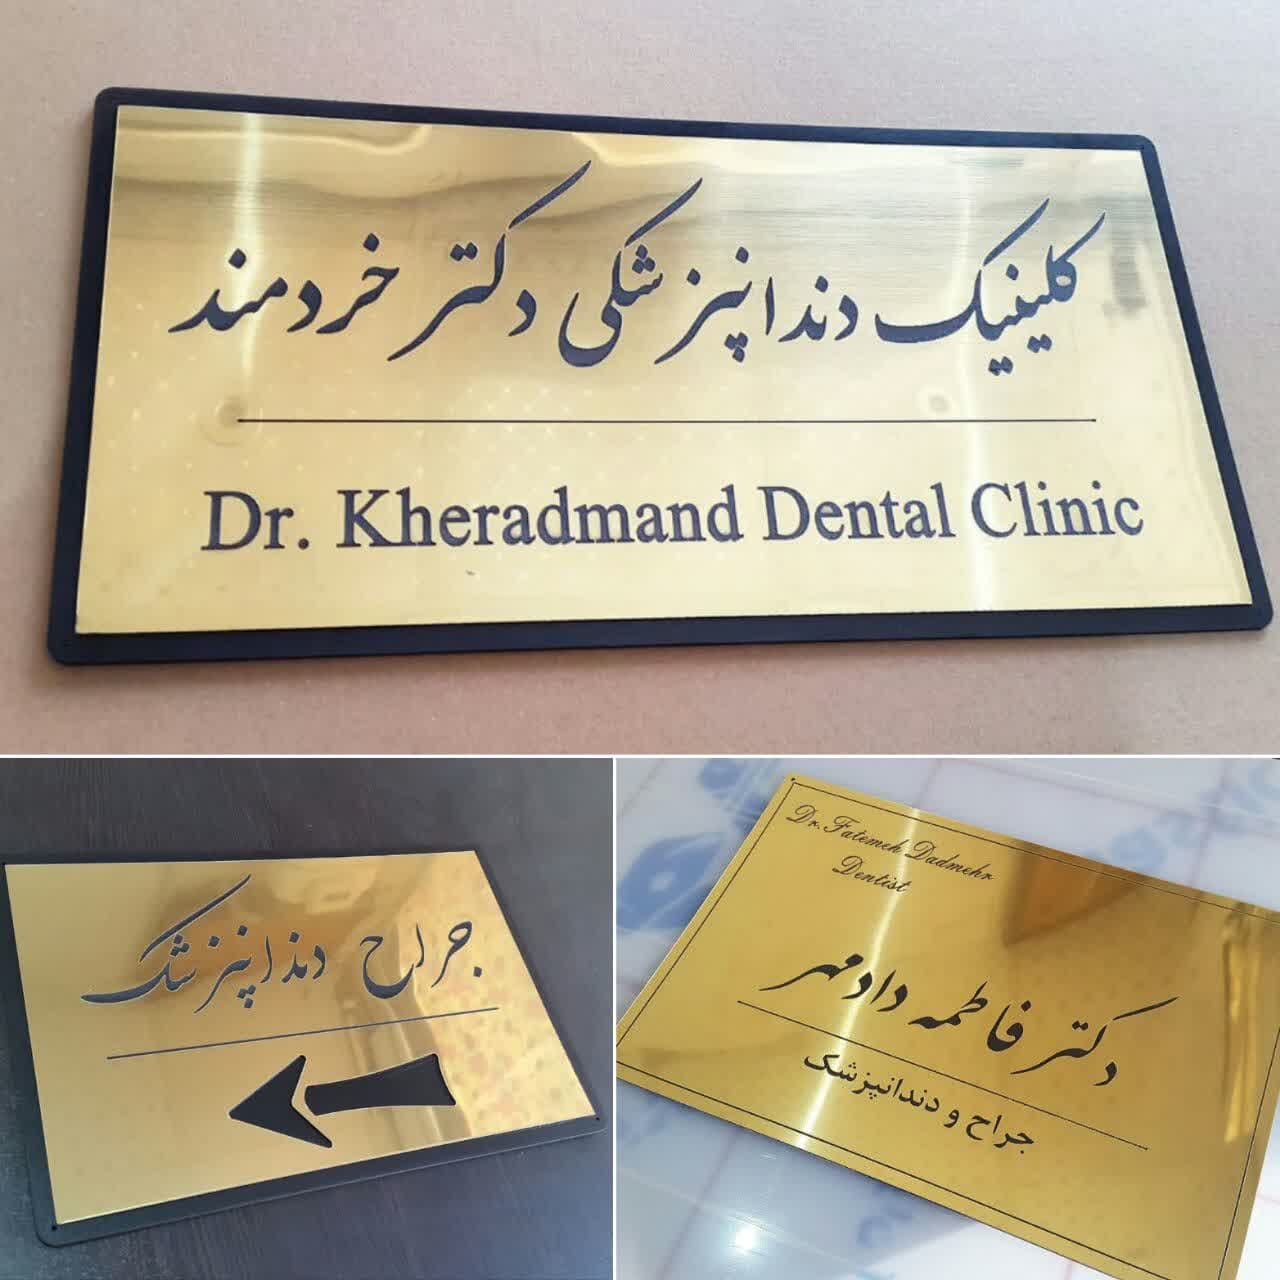 کلینیک دندانپزشکی دکتر خردمند
Dr. Kheradmand Dental Clinic
جراح دندانپزشک
Dr. Fatemeh Dadmehr
Dentist
دکتر فاطمه دادمهر
جراح و دندانپزشک